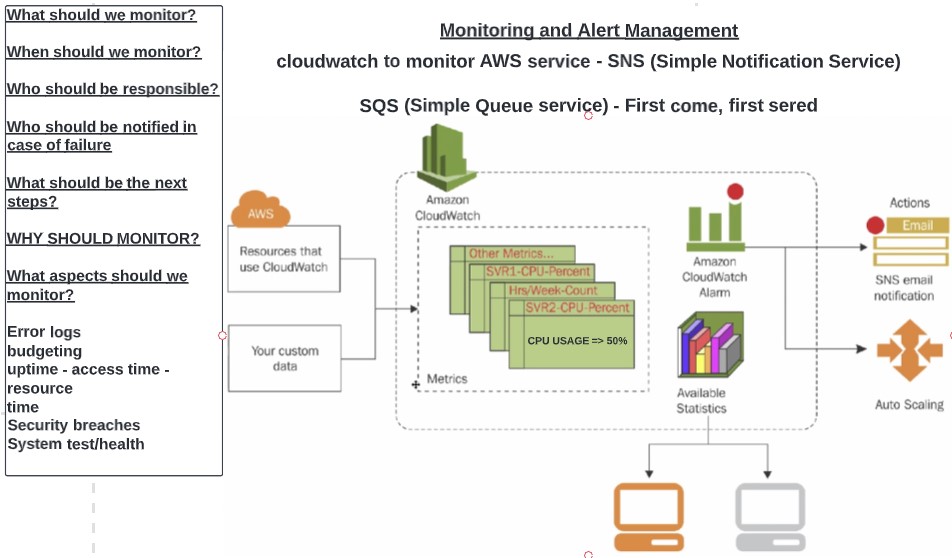 What should we monitor?
When should we monitor?
Who should be responsible?
Who should be notified in
case of failure
What should be the next
steps?
WHY SHOULD MONITOR?
What aspects should we
monitor?
Error logs
budgeting
uptime - access time -
resource
time
Security breaches
System test/health
Monitoring and Alert Management
cloudwatch to monitor AWS service - SNS (Simple Notification Service)
SQS (Simple Queue service) - First come, first sered
Amazon
CloudWatch
AWS
Resources that
use CloudWatch
Your custom
data
Other Metrics...
SVR1-CPU-Percent
Hrs/Week-Count
SVR2-CPU-Percent
CPU USAGE => 50%
Metrics
Amazon
CloudWatch
Alarm
Available
Statistics
Actions
Email
SNS email
notification
Auto Scaling